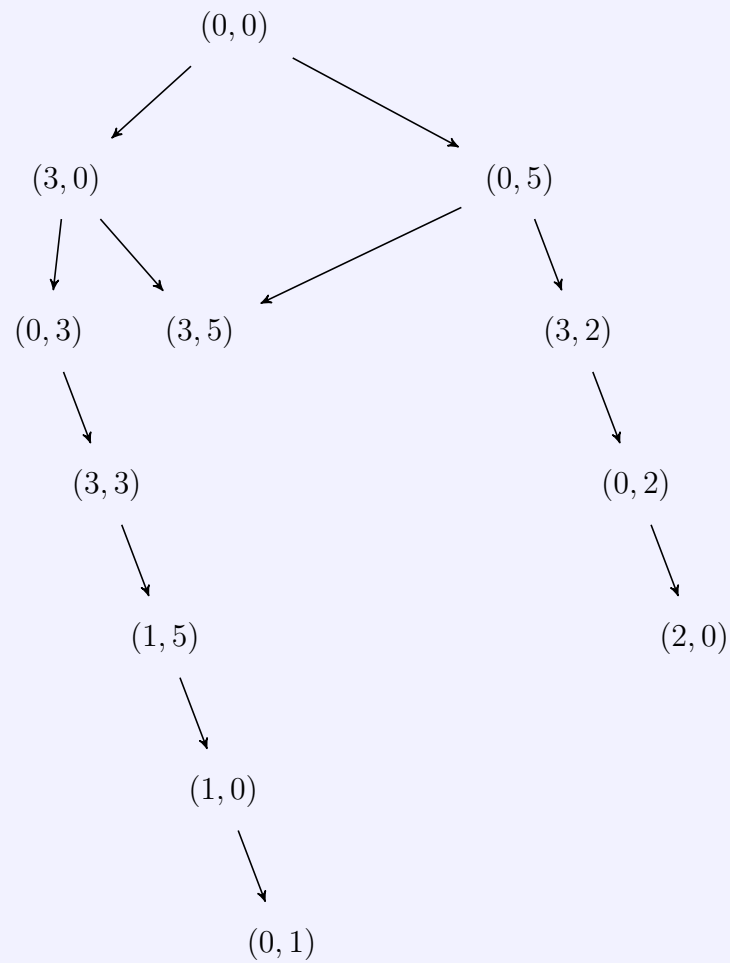 (0, 0)
(3, 0) (0, 5)
(0, 3) (3, 5) (3, 2)
(3, 3) (0, 2)
(1, 5) (2, 0)
(1, 0)
(0, 1)